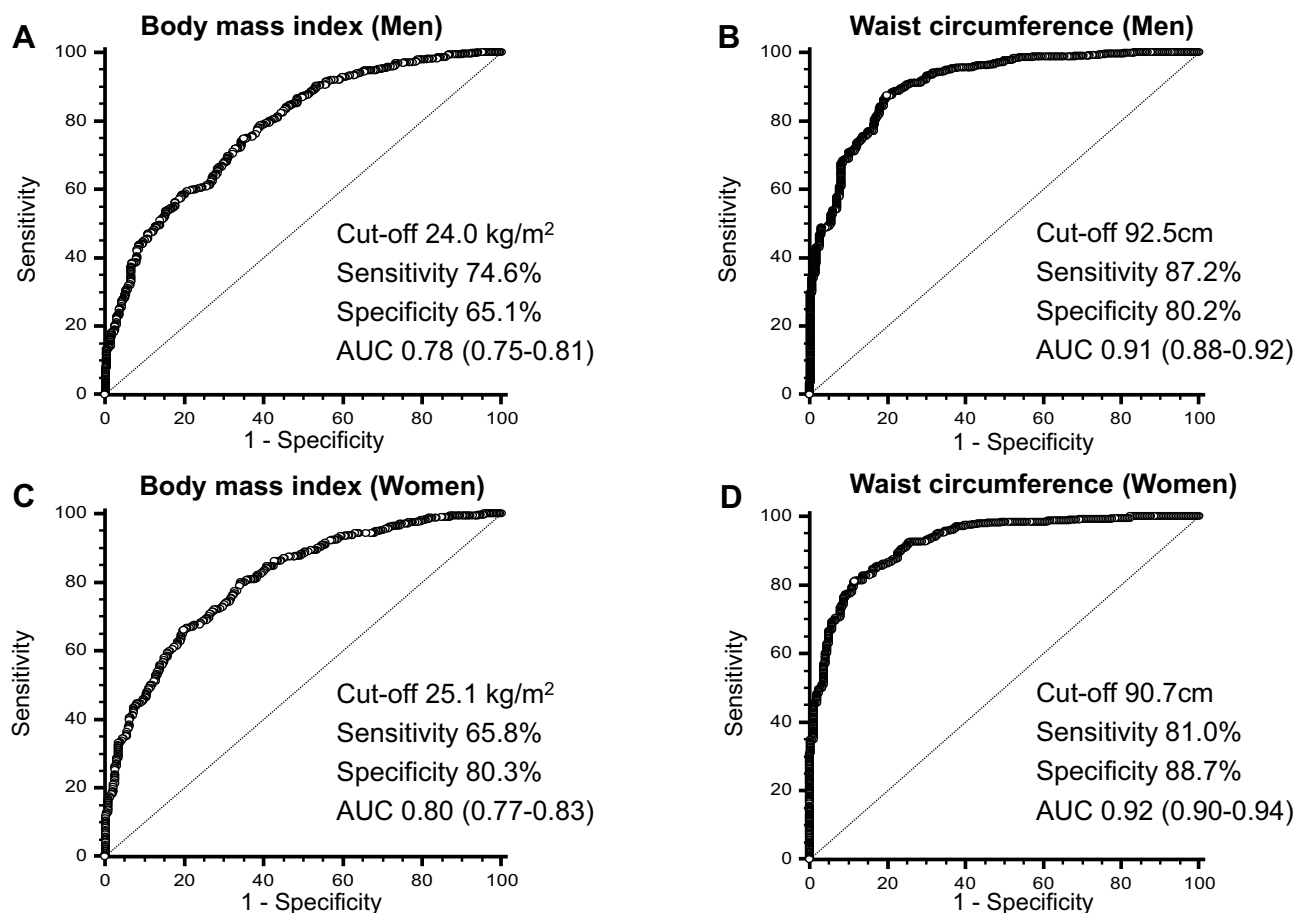 A
Body mass index (Men)
100
80
60
40
20
0
Sensitivity
Cut-off 24.0 kg/m²
Sensitivity 74.6%
Specificity 65.1%
AUC 0.78 (0.75-0.81)
0 20 40 60 80 100
1 - Specificity
B
Waist circumference (Men)
100
80
60
40
20
0
Sensitivity
Cut-off 92.5cm
Sensitivity 87.2%
Specificity 80.2%
AUC 0.91 (0.88-0.92)
0 20 40 60 80 100
1 - Specificity
C
Body mass index (Women)
100
80
60
40
20
0
Sensitivity
Cut-off 25.1 kg/m²
Sensitivity 65.8%
Specificity 80.3%
AUC 0.80 (0.77-0.83)
0 20 40 60 80 100
1 - Specificity
D
Waist circumference (Women)
100
80
60
40
20
0
Sensitivity
Cut-off 90.7cm
Sensitivity 81.0%
Specificity 88.7%
AUC 0.92 (0.90-0.94)
0 20 40 60 80 100
1 - Specificity